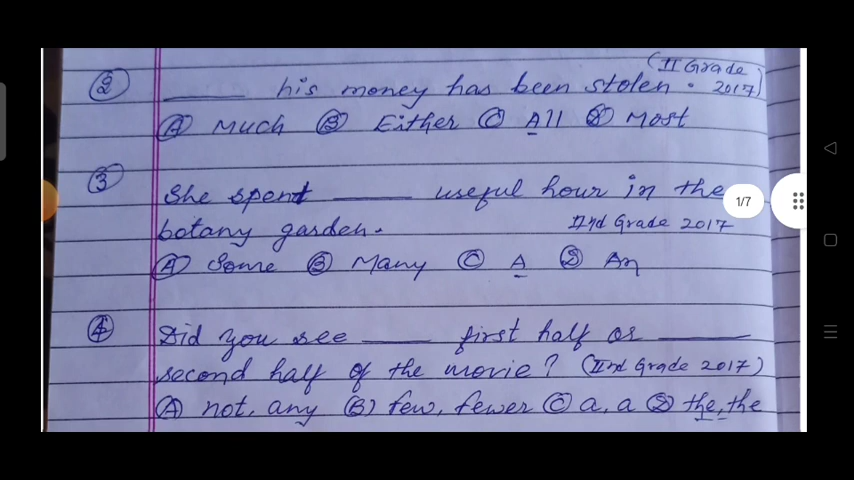 (II Grade
② ____ his money has been stolen. 2017)
Ⓐ Much Ⓑ Either Ⓒ All Ⓓ Most
③ She spent ____ useful hour in the
1/7
botany garden. IInd Grade 2017
Ⓐ Some Ⓑ Many Ⓒ A Ⓓ An
④ Did you see ____ first half or ____
second half of the movie? (IInd Grade 2017)
Ⓐ not, any Ⓑ few, fewer Ⓒ a, a Ⓓ the, the